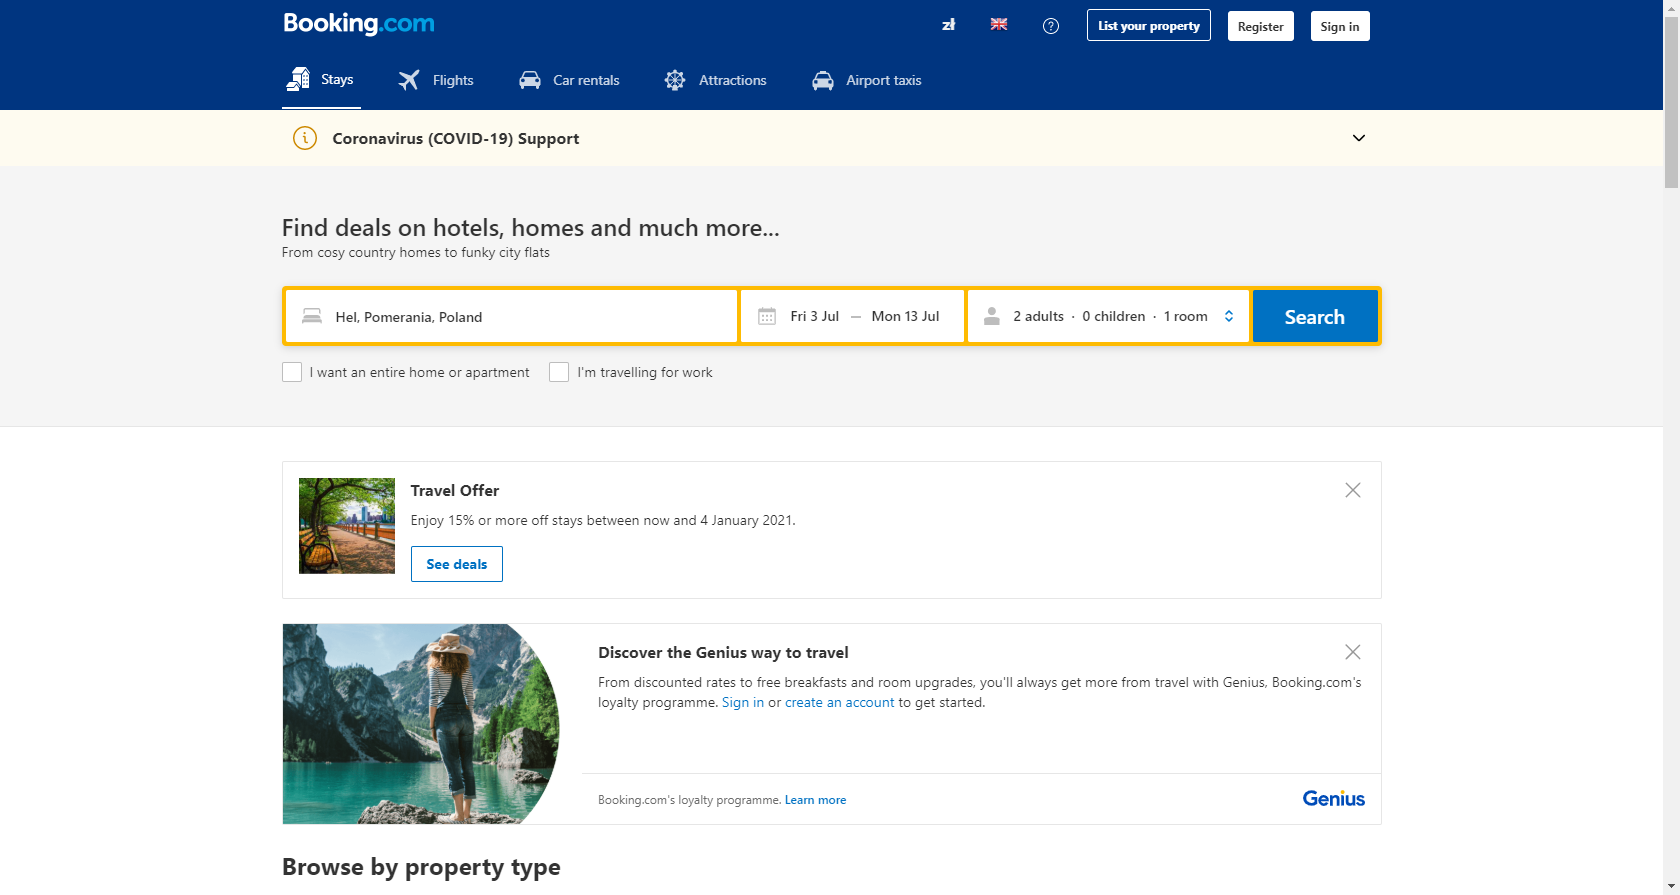 Booking.com
zł
List your property
Register
Sign in
Stays
Flights
Car rentals
Attractions
Airport taxis
Coronavirus (COVID-19) Support
Find deals on hotels, homes and much more...
From cosy country homes to funky city flats
Hel, Pomerania, Poland
Fri 3 Jul — Mon 13 Jul
2 adults · 0 children · 1 room
Search
I want an entire home or apartment
I'm travelling for work
Travel Offer
Enjoy 15% or more off stays between now and 4 January 2021.
See deals
Discover the Genius way to travel
From discounted rates to free breakfasts and room upgrades, you'll always get more from travel with Genius, Booking.com's
loyalty programme. Sign in or create an account to get started.
Booking.com's loyalty programme. Learn more
Genius
Browse by property type